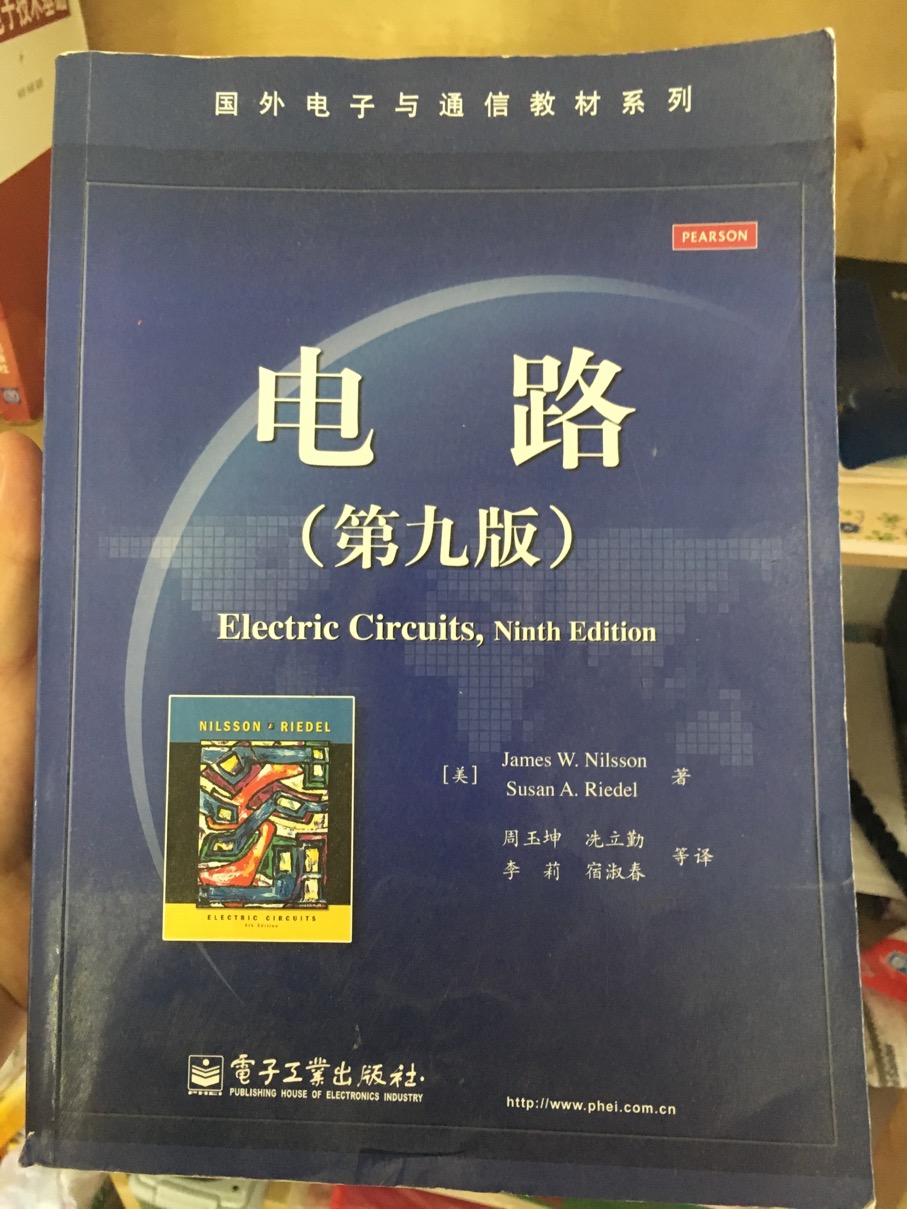 国外电子与通信教材系列
PEARSON
电路
（第九版）
Electric Circuits, Ninth Edition
NILSSON RIEDEL
ELECTRIC CIRCUITS
[美] James W. Nilsson
Susan A. Riedel 著
周玉坤 冼立勤
李莉 宿淑春 等译
電子工業出版社
PHEI PUBLISHING HOUSE OF ELECTRONICS INDUSTRY
http://www.phei.com.cn